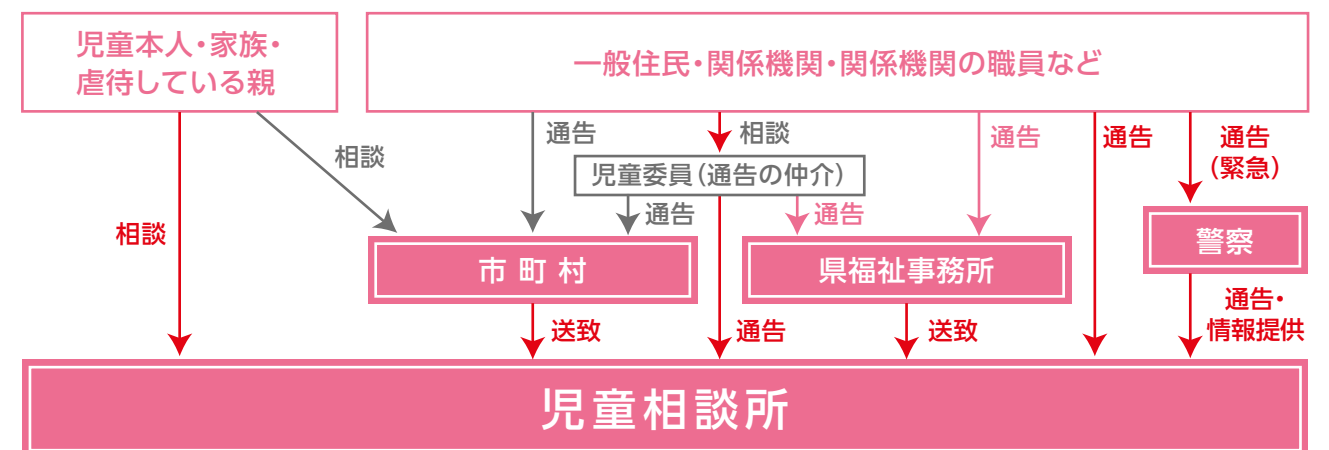 児童本人・家族・
虐待している親
一般住民・関係機関・関係機関の職員など
相談
相談
通告
相談
通告
通告
通告
（緊急）
児童委員（通告の仲介）
通告
通告
市町村
県福祉事務所
警察
送致
通告
送致
通告・
情報提供
児童相談所